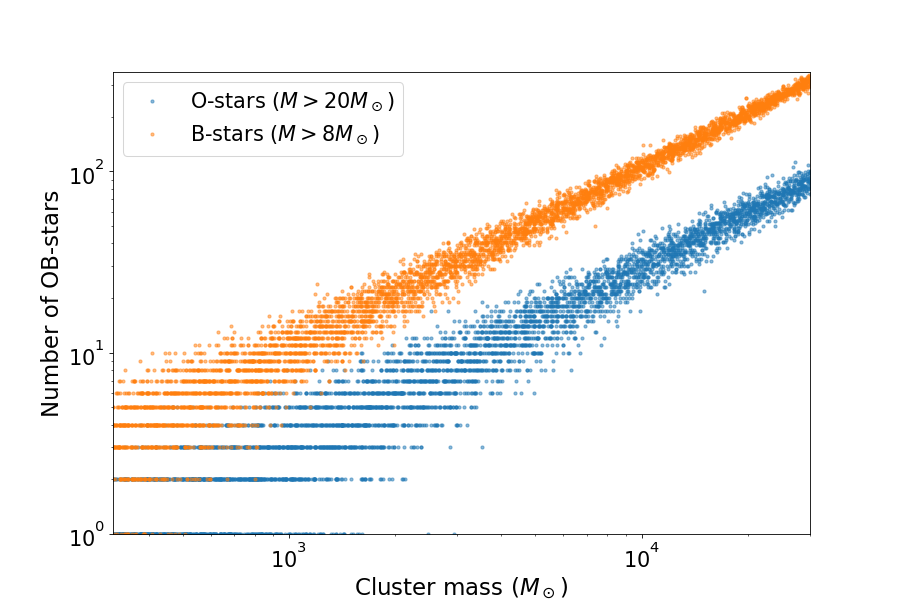 O-stars (M > 20M⊙)
B-stars (M > 8M⊙)
Number of OB-stars
10²
10¹
10⁰
10³
10⁴
Cluster mass (M⊙)